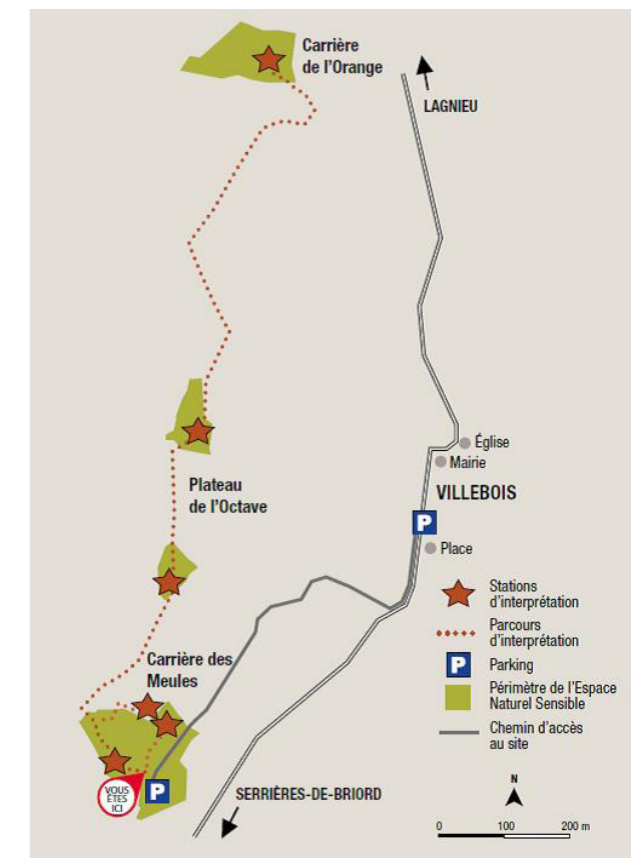 Carrière
de l'Orange
LAGNIEU
Église
Mairie
Plateau
de l'Octave
VILLEBOIS
P
Place
Stations
d'interprétation
Parcours
d'interprétation
Carrière des
Meules
P
Parking
Périmètre de l'Espace
Naturel Sensible
Chemin d'accès
au site
VOUS
ÊTES
ICI
P
SERRIÈRES-DE-BRIORD
N
0 100 200 m